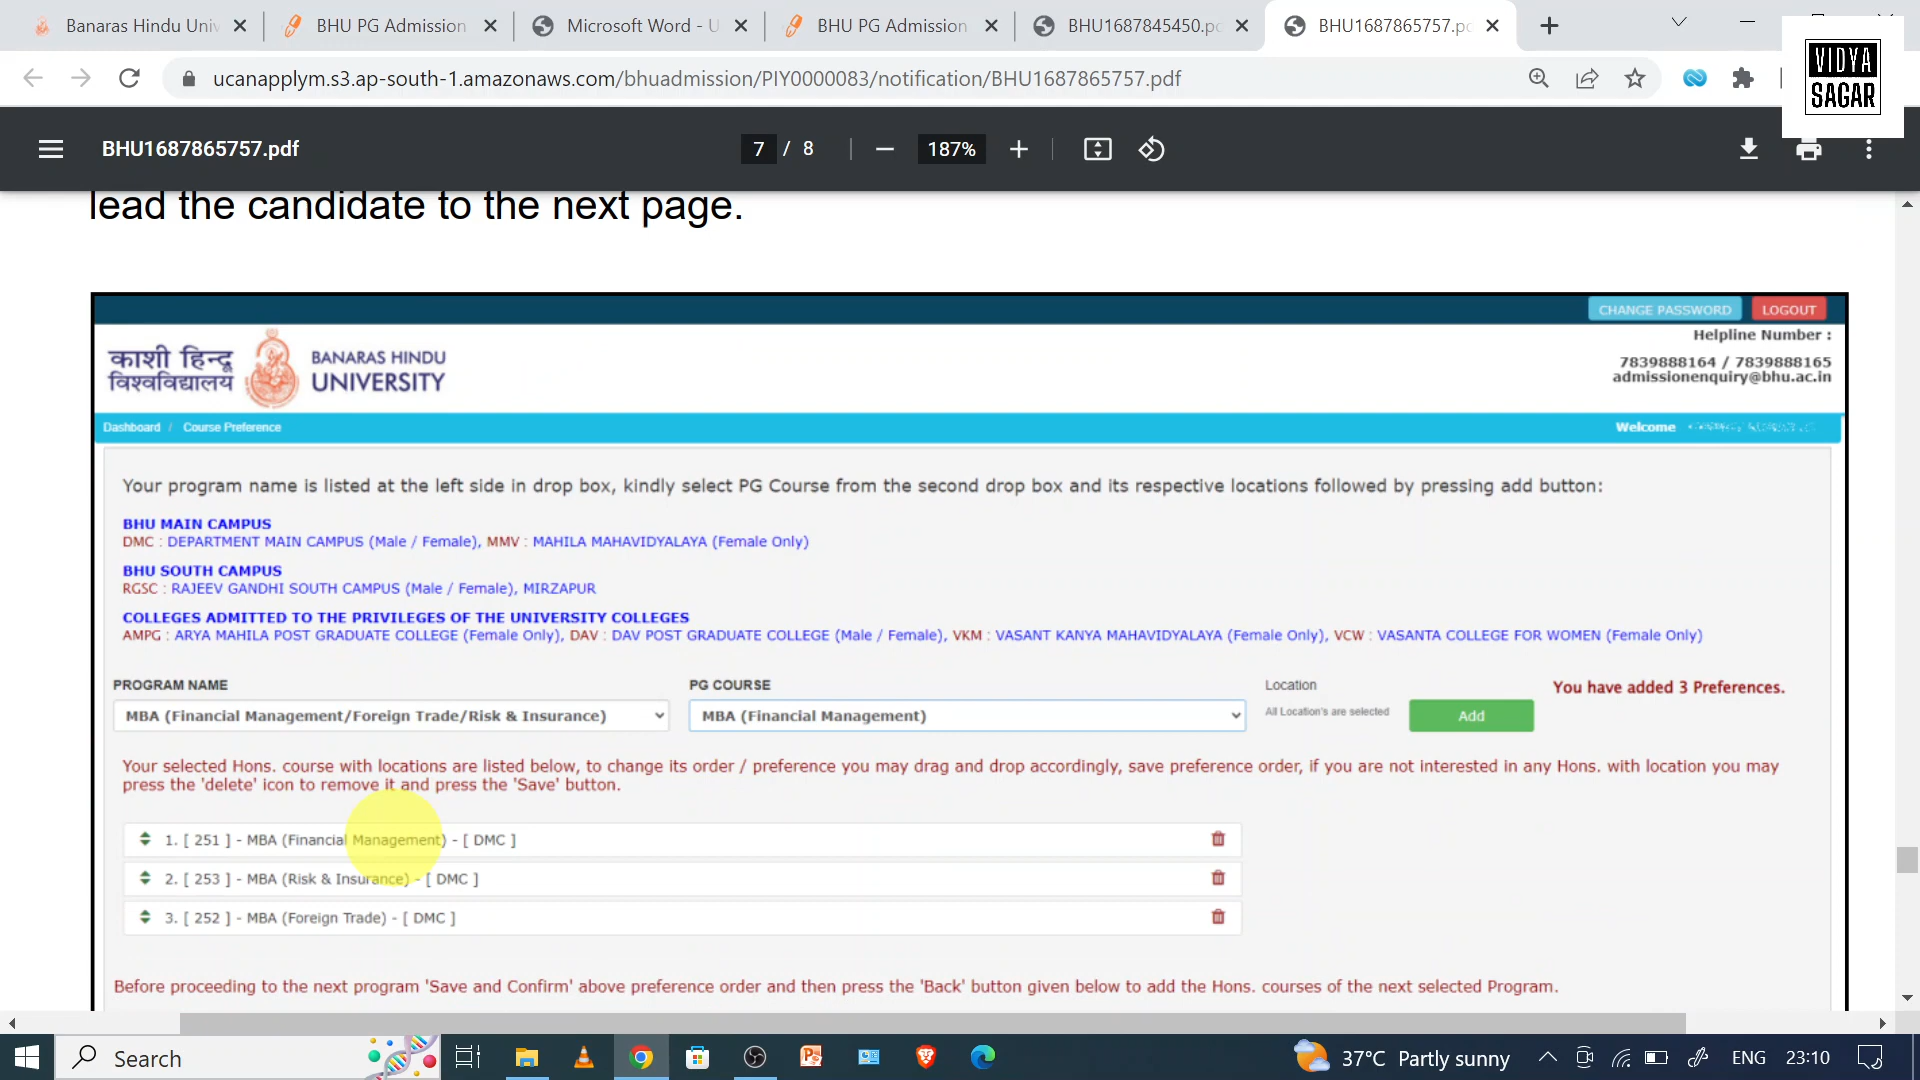 Banaras Hindu Univ
BHU PG Admission
Microsoft Word - U
BHU PG Admission
BHU1687845450.pc
BHU1687865757.pc
VIDYA
SAGAR
ucanapplym.s3.ap-south-1.amazonaws.com/bhuadmission/PIY0000083/notification/BHU1687865757.pdf
BHU1687865757.pdf
7 / 8
187%
lead the candidate to the next page.
CHANGE PASSWORD
LOGOUT
काशी हिन्दू
विश्वविद्यालय
BANARAS HINDU
UNIVERSITY
Helpline Number :
7839888164 / 7839888165
admissionenquiry@bhu.ac.in
Dashboard / Course Preference
Welcome
Your program name is listed at the left side in drop box, kindly select PG Course from the second drop box and its respective locations followed by pressing add button:
BHU MAIN CAMPUS
DMC : DEPARTMENT MAIN CAMPUS (Male / Female), MMV : MAHILA MAHAVIDYALAYA (Female Only)
BHU SOUTH CAMPUS
RGSC : RAJEEV GANDHI SOUTH CAMPUS (Male / Female), MIRZAPUR
COLLEGES ADMITTED TO THE PRIVILEGES OF THE UNIVERSITY COLLEGES
AMPG : ARYA MAHILA POST GRADUATE COLLEGE (Female Only), DAV : DAV POST GRADUATE COLLEGE (Male / Female), VKM : VASANT KANYA MAHAVIDYALAYA (Female Only), VCW : VASANTA COLLEGE FOR WOMEN (Female Only)
PROGRAM NAME
PG COURSE
Location
You have added 3 Preferences.
MBA (Financial Management/Foreign Trade/Risk & Insurance)
MBA (Financial Management)
All Location's are selected
Add
Your selected Hons. course with locations are listed below, to change its order / preference you may drag and drop accordingly, save preference order, if you are not interested in any Hons. with location you may
press the 'delete' icon to remove it and press the 'Save' button.
1. [ 251 ] - MBA (Financial Management) - [ DMC ]
2. [ 253 ] - MBA (Risk & Insurance) - [ DMC ]
3. [ 252 ] - MBA (Foreign Trade) - [ DMC ]
Before proceeding to the next program 'Save and Confirm' above preference order and then press the 'Back' button given below to add the Hons. courses of the next selected Program.
Search
37°C Partly sunny
ENG
23:10